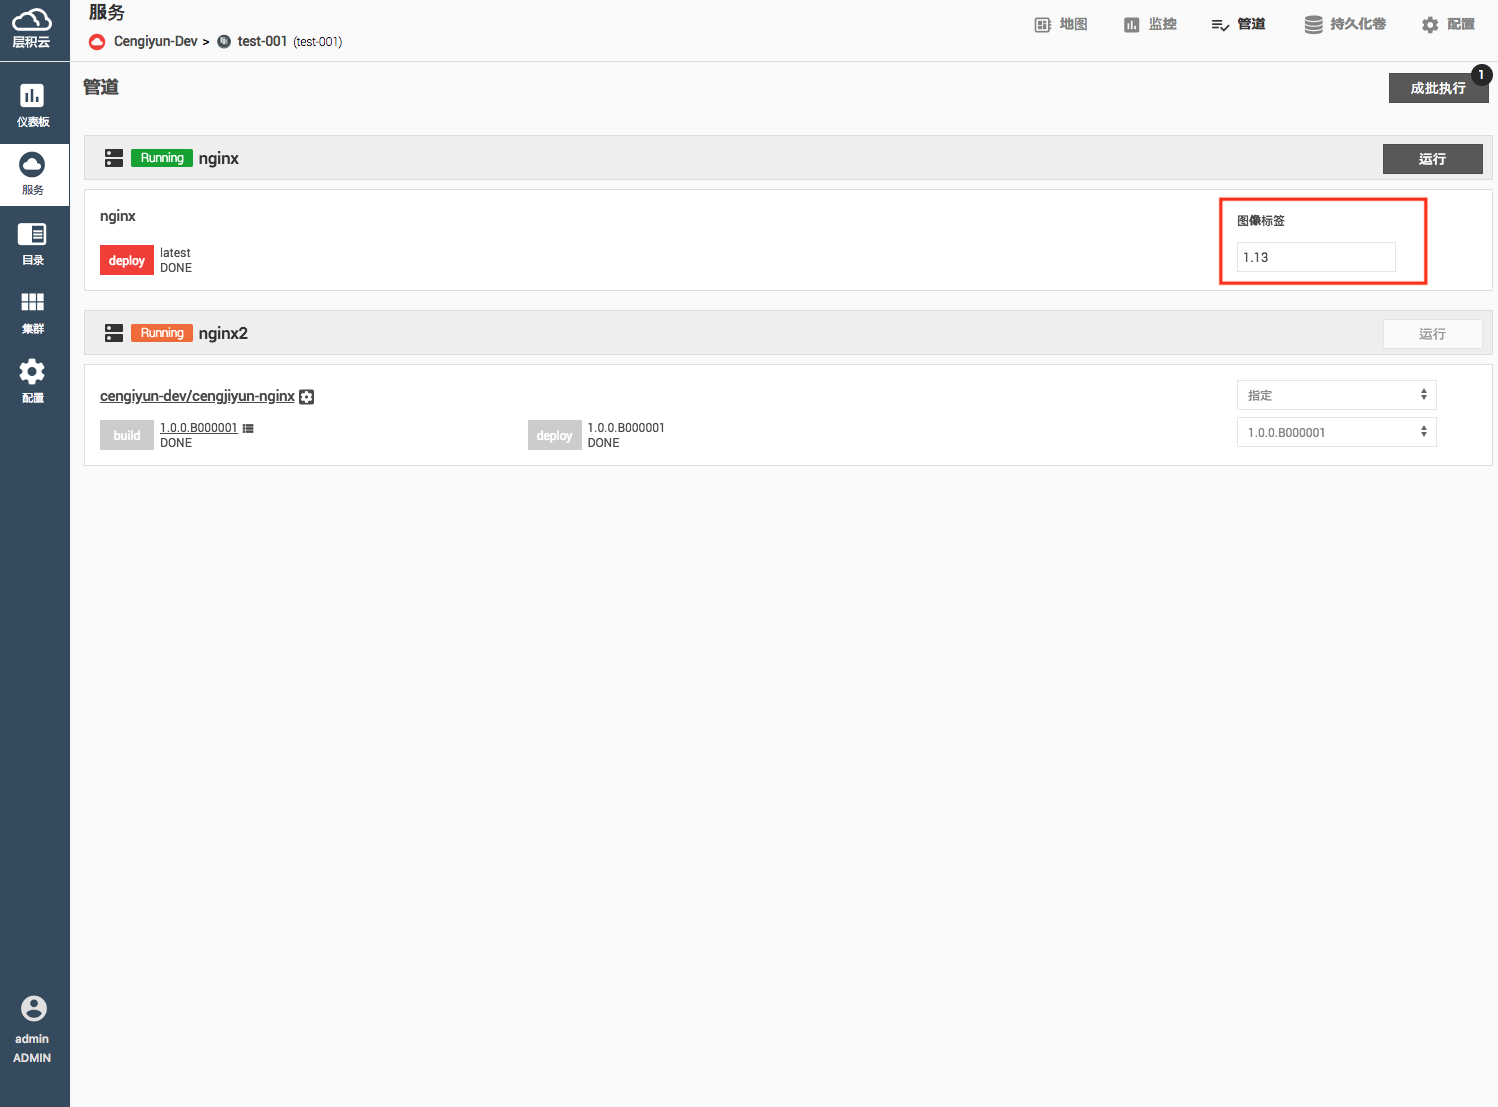 层积云
服务
Cengiyun-Dev > test-001 (test-001)
地图
监控
管道
持久化卷
配置
仪表板
服务
目录
集群
配置
admin
ADMIN
管道
成批执行
1
Running nginx
运行
nginx
deploy
latest
DONE
图像标签
1.13
Running nginx2
运行
cengiyun-dev/cengjiyun-nginx
build
1.0.0.B000001
DONE
deploy
1.0.0.B000001
DONE
指定
1.0.0.B000001